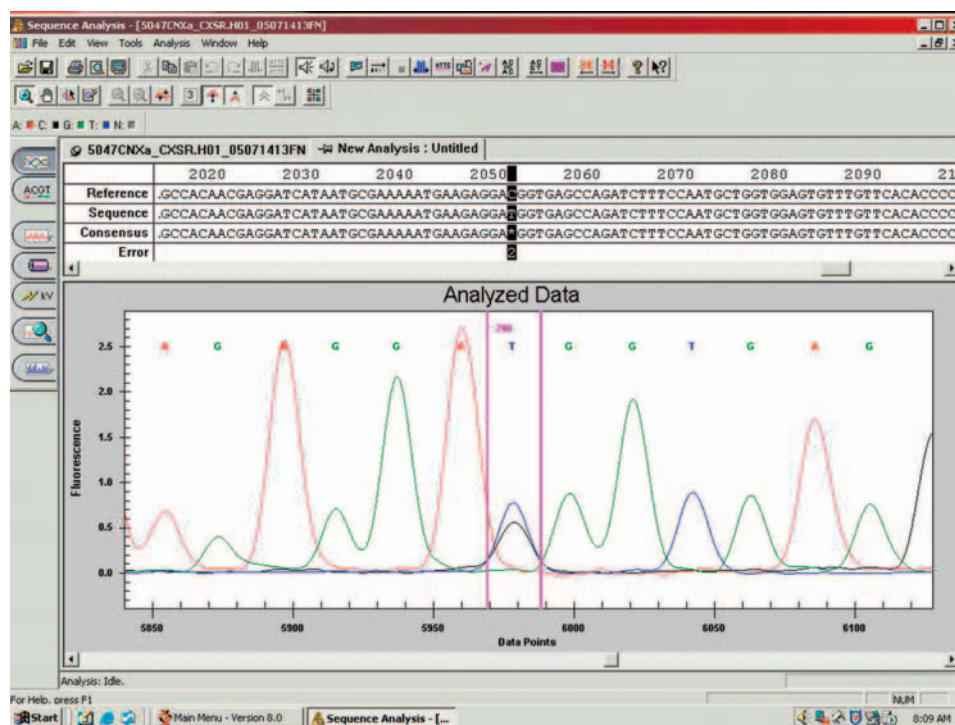 Sequence Analysis - [5047CNXa_CXSR.H01_05071413FN]
File Edit View Tools Analysis Window Help
A: C: G: T: N:
5047CNXa_CXSR.H01_05071413FN New Analysis : Untitled
ACGT
kV
2020 2030 2040 2050 2060 2070 2080 2090 21
Reference .GCCACAACGAGGATCATAATGCGAAAAATGAAGAGGACGGTGAGCCAGATCTTTCCAATGCTGGTGGAGTGTTTGTTCACACCCC
Sequence .GCCACAACGAGGATCATAATGCGAAAAATGAAGAGGATGGTGAGCCAGATCTTTCCAATGCTGGTGGAGTGTTTGTTCACACCCC
Consensus .GCCACAACGAGGATCATAATGCGAAAAATGAAGAGGA*GGTGAGCCAGATCTTTCCAATGCTGGTGGAGTGTTTGTTCACACCCC
Error 2
Analyzed Data
A G A G G A T G G T G A G
2.5
2.0
1.5
1.0
0.5
0.0
Fluorescence
5850 5900 5950 6000 6050 6100
Data Points
Analysis: Idle.
For Help, press F1 NUM
Start Main Menu - Version 8.0 Sequence Analysis - [... 8:09 AM